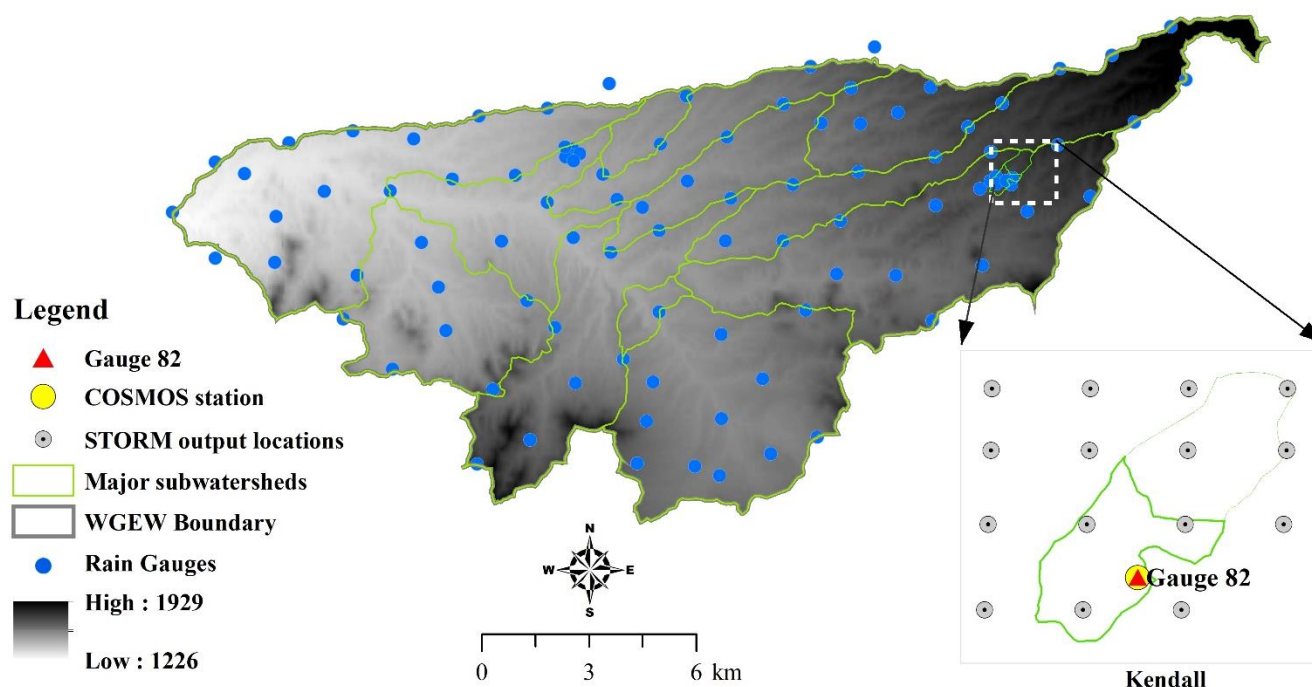 Legend
Gauge 82
COSMOS station
STORM output locations
Major subwatersheds
WGEW Boundary
Rain Gauges
High : 1929
Low : 1226
N
W E
S
0 3 6 km
Gauge 82
Kendall